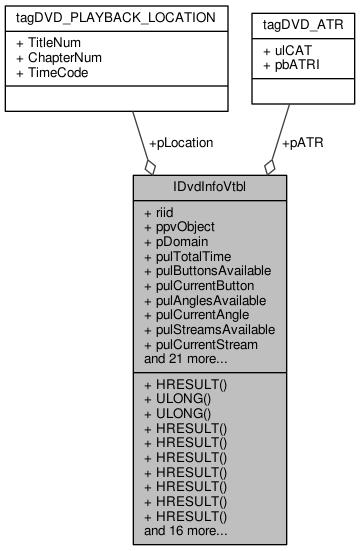 tagDVD_PLAYBACK_LOCATION
+ TitleNum
+ ChapterNum
+ TimeCode
tagDVD_ATR
+ ulCAT
+ pbATRI
+pLocation
+pATR
IDvdInfoVtbl
+ riid
+ ppvObject
+ pDomain
+ pulTotalTime
+ pulButtonsAvailable
+ pulCurrentButton
+ pulAnglesAvailable
+ pulCurrentAngle
+ pulStreamsAvailable
+ pulCurrentStream
and 21 more...
+ HRESULT()
+ ULONG()
+ ULONG()
+ HRESULT()
+ HRESULT()
+ HRESULT()
+ HRESULT()
+ HRESULT()
+ HRESULT()
+ HRESULT()
and 16 more...